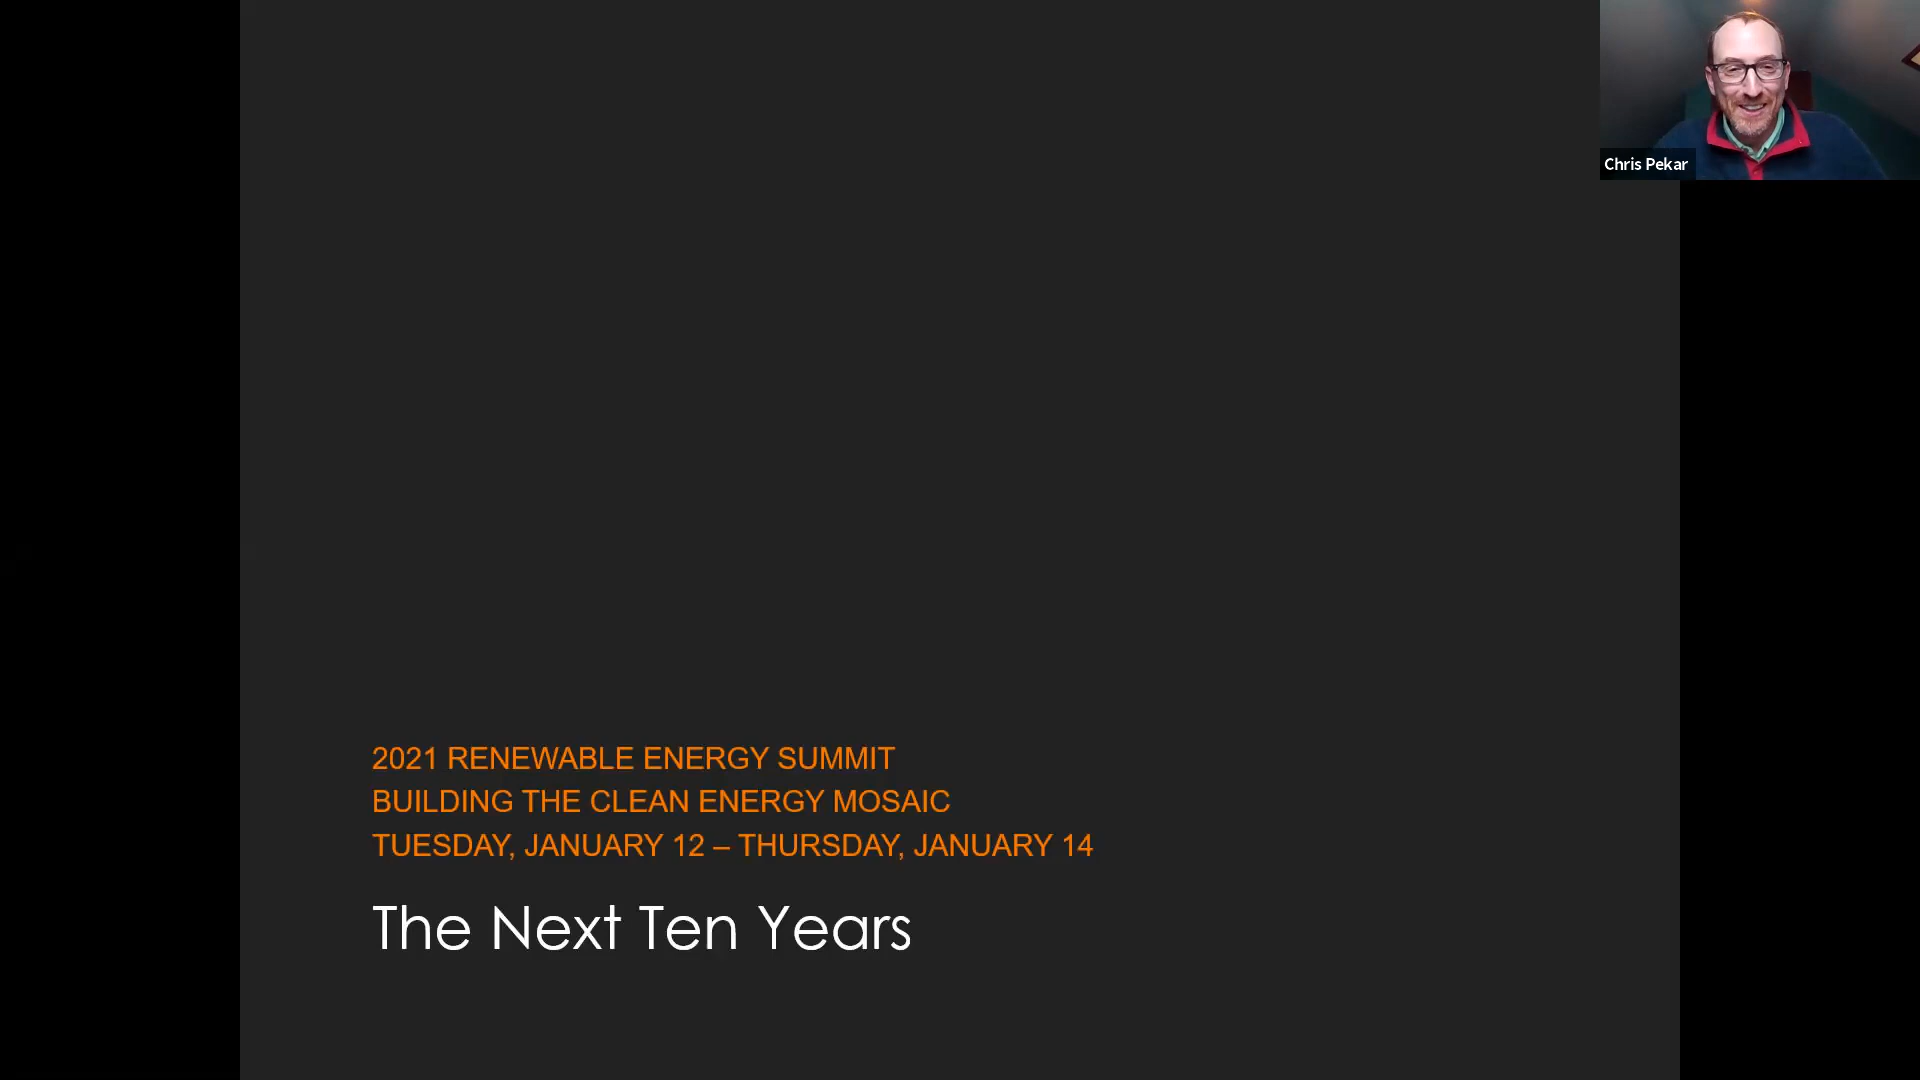 Chris Pekar
2021 RENEWABLE ENERGY SUMMIT
BUILDING THE CLEAN ENERGY MOSAIC
TUESDAY, JANUARY 12 – THURSDAY, JANUARY 14
The Next Ten Years